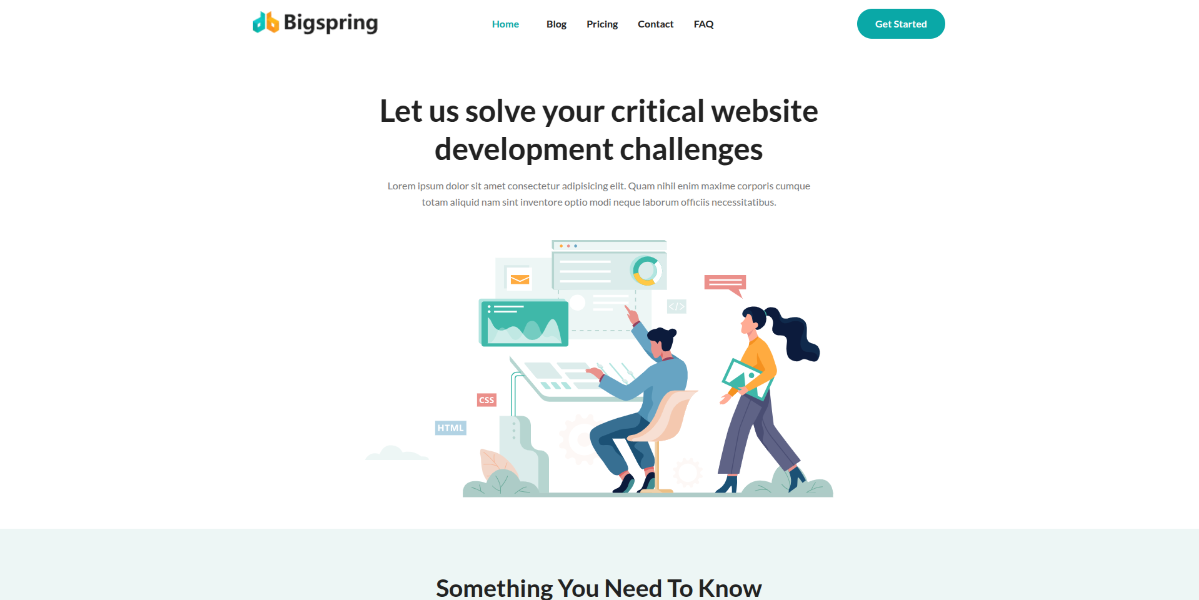 Bigspring
Home Blog Pricing Contact FAQ
Get Started
Let us solve your critical website
development challenges
Lorem ipsum dolor sit amet consectetur adipisicing elit. Quam nihil enim maxime corporis cumque
totam aliquid nam sint inventore optio modi neque laborum officiis necessitatibus.
</>
CSS
HTML
Something You Need To Know